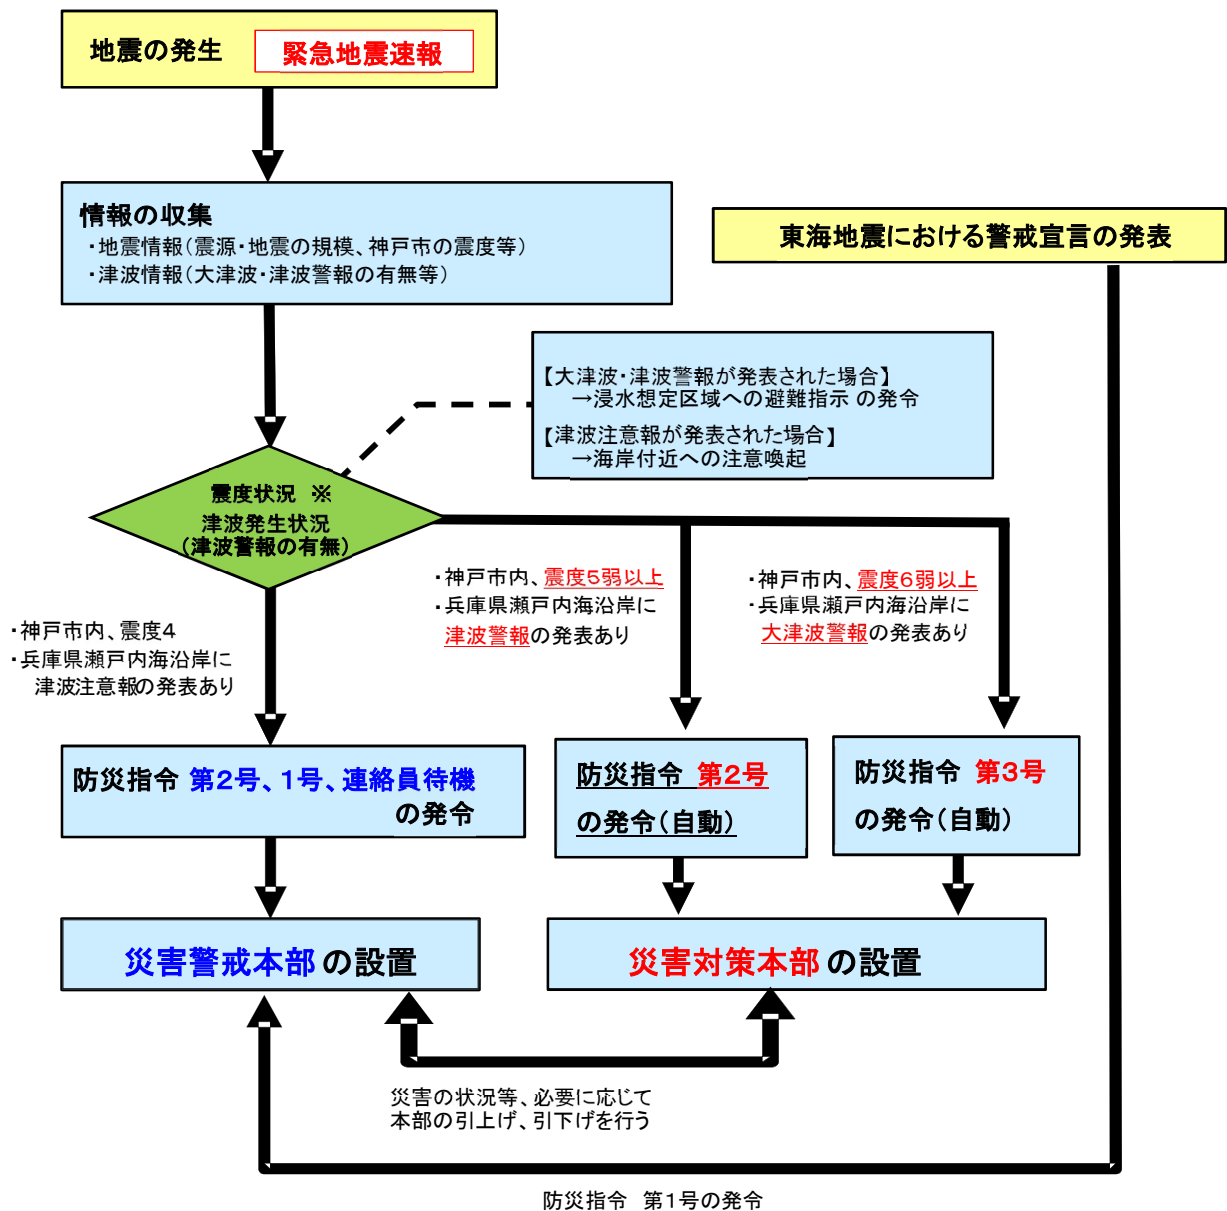 地震の発生 緊急地震速報
情報の収集
・地震情報(震源・地震の規模、神戸市の震度等)
・津波情報(大津波・津波警報の有無等)
東海地震における警戒宣言の発表
【大津波・津波警報が発表された場合】
→浸水想定区域への避難指示 の発令
【津波注意報が発表された場合】
→海岸付近への注意喚起
震度状況 ※
津波発生状況
(津波警報の有無)
・神戸市内、震度5弱以上
・兵庫県瀬戸内海沿岸に
津波警報の発表あり
・神戸市内、震度6弱以上
・兵庫県瀬戸内海沿岸に
大津波警報の発表あり
・神戸市内、震度4
・兵庫県瀬戸内海沿岸に
津波注意報の発表あり
防災指令 第2号、1号、連絡員待機
の発令
防災指令 第2号
の発令(自動)
防災指令 第3号
の発令(自動)
災害警戒本部 の設置
災害対策本部 の設置
災害の状況等、必要に応じて
本部の引上げ、引下げを行う
防災指令 第1号の発令